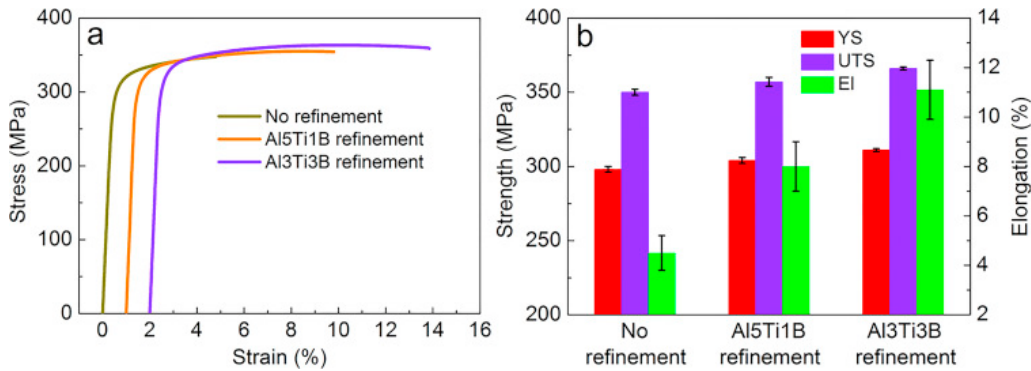 a
400
300
200
100
0
Stress (MPa)
No refinement
Al5Ti1B refinement
Al3Ti3B refinement
0 2 4 6 8 10 12 14 16
Strain (%)
b
400
350
300
250
200
Strength (MPa)
YS
UTS
El
14
12
10
8
6
4
2
Elongation (%)
No Al5Ti1B Al3Ti3B
refinement refinement refinement